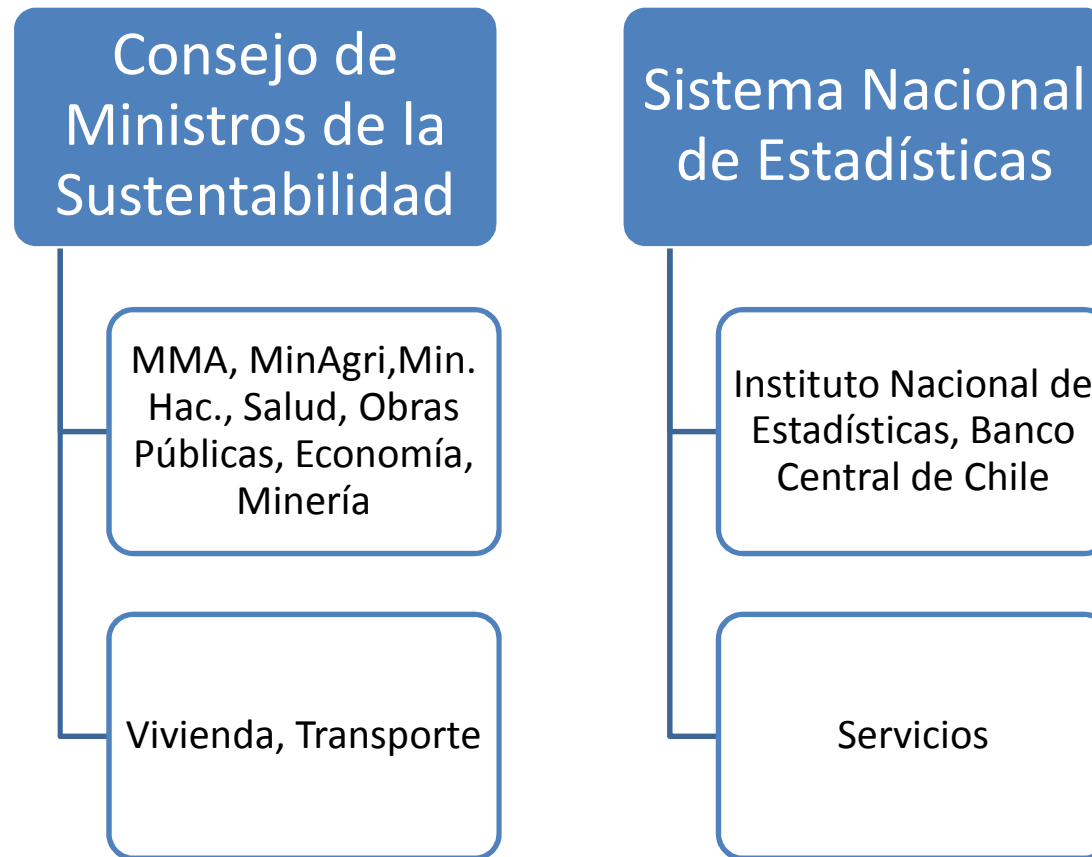 Consejo de
Ministros de la
Sustentabilidad
MMA, MinAgri,Min.
Hac., Salud, Obras
Públicas, Economía,
Minería
Vivienda, Transporte
Sistema Nacional
de Estadísticas
Instituto Nacional de
Estadísticas, Banco
Central de Chile
Servicios